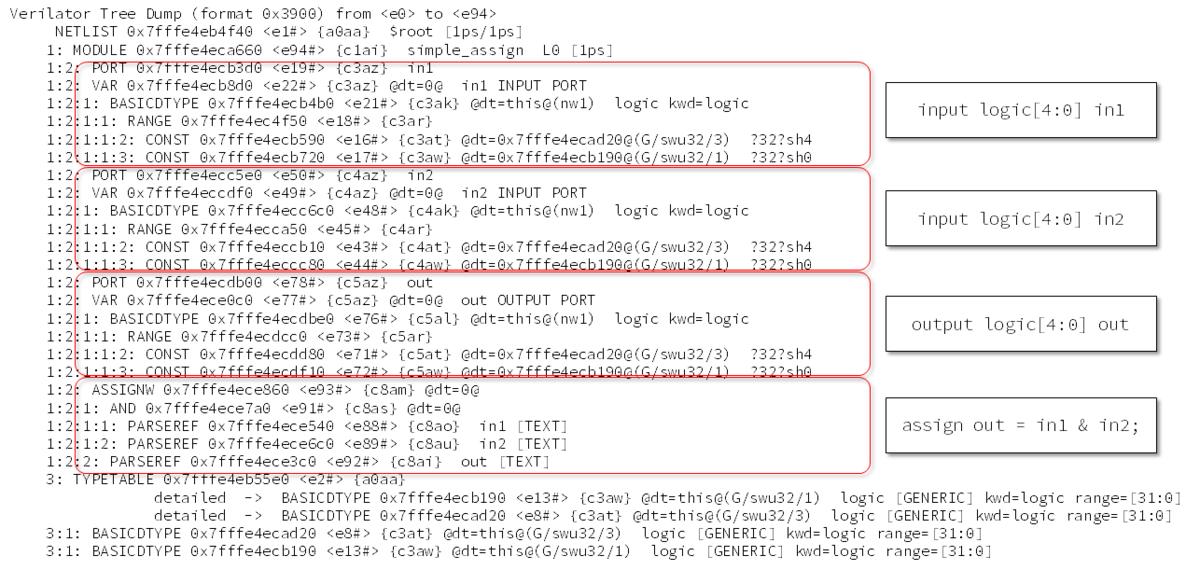 Verilator Tree Dump (format 0x3900) from <e0> to <e94>
NETLIST 0x7fffe4eb4f40 <e1#> {a0aa}  $root [1ps/1ps]
1: MODULE 0x7fffe4eca660 <e94#> {c1ai}  simple_assign  L0 [1ps]
1:2: PORT 0x7fffe4ecb3d0 <e19#> {c3az}  in1
1:2: VAR 0x7fffe4ecb8d0 <e22#> {c3az} @dt=0@  in1 INPUT PORT
1:2:1: BASICDTYPE 0x7fffe4ecb4b0 <e21#> {c3ak} @dt=this@(nw1)  logic kwd=logic
input logic[4:0] in1
1:2:1:1: RANGE 0x7fffe4ec4f50 <e18#> {c3ar}
1:2:1:1:2: CONST 0x7fffe4ecb590 <e16#> {c3at} @dt=0x7fffe4ecad20@(G/swu32/3)  ?32?sh4
1:2:1:1:3: CONST 0x7fffe4ecb720 <e17#> {c3aw} @dt=0x7fffe4ecb190@(G/swu32/1)  ?32?sh0
1:2: PORT 0x7fffe4ecc5e0 <e50#> {c4az}  in2
1:2: VAR 0x7fffe4eccdf0 <e49#> {c4az} @dt=0@  in2 INPUT PORT
1:2:1: BASICDTYPE 0x7fffe4ecc6c0 <e48#> {c4ak} @dt=this@(nw1)  logic kwd=logic
input logic[4:0] in2
1:2:1:1: RANGE 0x7fffe4ecca50 <e45#> {c4ar}
1:2:1:1:2: CONST 0x7fffe4eccb10 <e43#> {c4at} @dt=0x7fffe4ecad20@(G/swu32/3)  ?32?sh4
1:2:1:1:3: CONST 0x7fffe4eccc80 <e44#> {c4aw} @dt=0x7fffe4ecb190@(G/swu32/1)  ?32?sh0
1:2: PORT 0x7fffe4ecdb00 <e78#> {c5az}  out
1:2: VAR 0x7fffe4ece0c0 <e77#> {c5az} @dt=0@  out OUTPUT PORT
1:2:1: BASICDTYPE 0x7fffe4ecdbe0 <e76#> {c5al} @dt=this@(nw1)  logic kwd=logic
output logic[4:0] out
1:2:1:1: RANGE 0x7fffe4ecdcc0 <e73#> {c5ar}
1:2:1:1:2: CONST 0x7fffe4ecdd80 <e71#> {c5at} @dt=0x7fffe4ecad20@(G/swu32/3)  ?32?sh4
1:2:1:1:3: CONST 0x7fffe4ecdf10 <e72#> {c5aw} @dt=0x7fffe4ecb190@(G/swu32/1)  ?32?sh0
1:2: ASSIGNW 0x7fffe4ece860 <e93#> {c8am} @dt=0@
1:2:1: AND 0x7fffe4ece7a0 <e91#> {c8as} @dt=0@
1:2:1:1: PARSEREF 0x7fffe4ece540 <e88#> {c8ao}  in1 [TEXT]
assign out = in1 & in2;
1:2:1:2: PARSEREF 0x7fffe4ece6c0 <e89#> {c8au}  in2 [TEXT]
1:2:2: PARSEREF 0x7fffe4ece3c0 <e92#> {c8ai}  out [TEXT]
3: TYPETABLE 0x7fffe4eb55e0 <e2#> {a0aa}
detailed  ->  BASICDTYPE 0x7fffe4ecb190 <e13#> {c3aw} @dt=this@(G/swu32/1)  logic [GENERIC] kwd=logic range=[31:0]
detailed  ->  BASICDTYPE 0x7fffe4ecad20 <e8#> {c3at} @dt=this@(G/swu32/3)  logic [GENERIC] kwd=logic range=[31:0]
3:1: BASICDTYPE 0x7fffe4ecad20 <e8#> {c3at} @dt=this@(G/swu32/3)  logic [GENERIC] kwd=logic range=[31:0]
3:1: BASICDTYPE 0x7fffe4ecb190 <e13#> {c3aw} @dt=this@(G/swu32/1)  logic [GENERIC] kwd=logic range=[31:0]